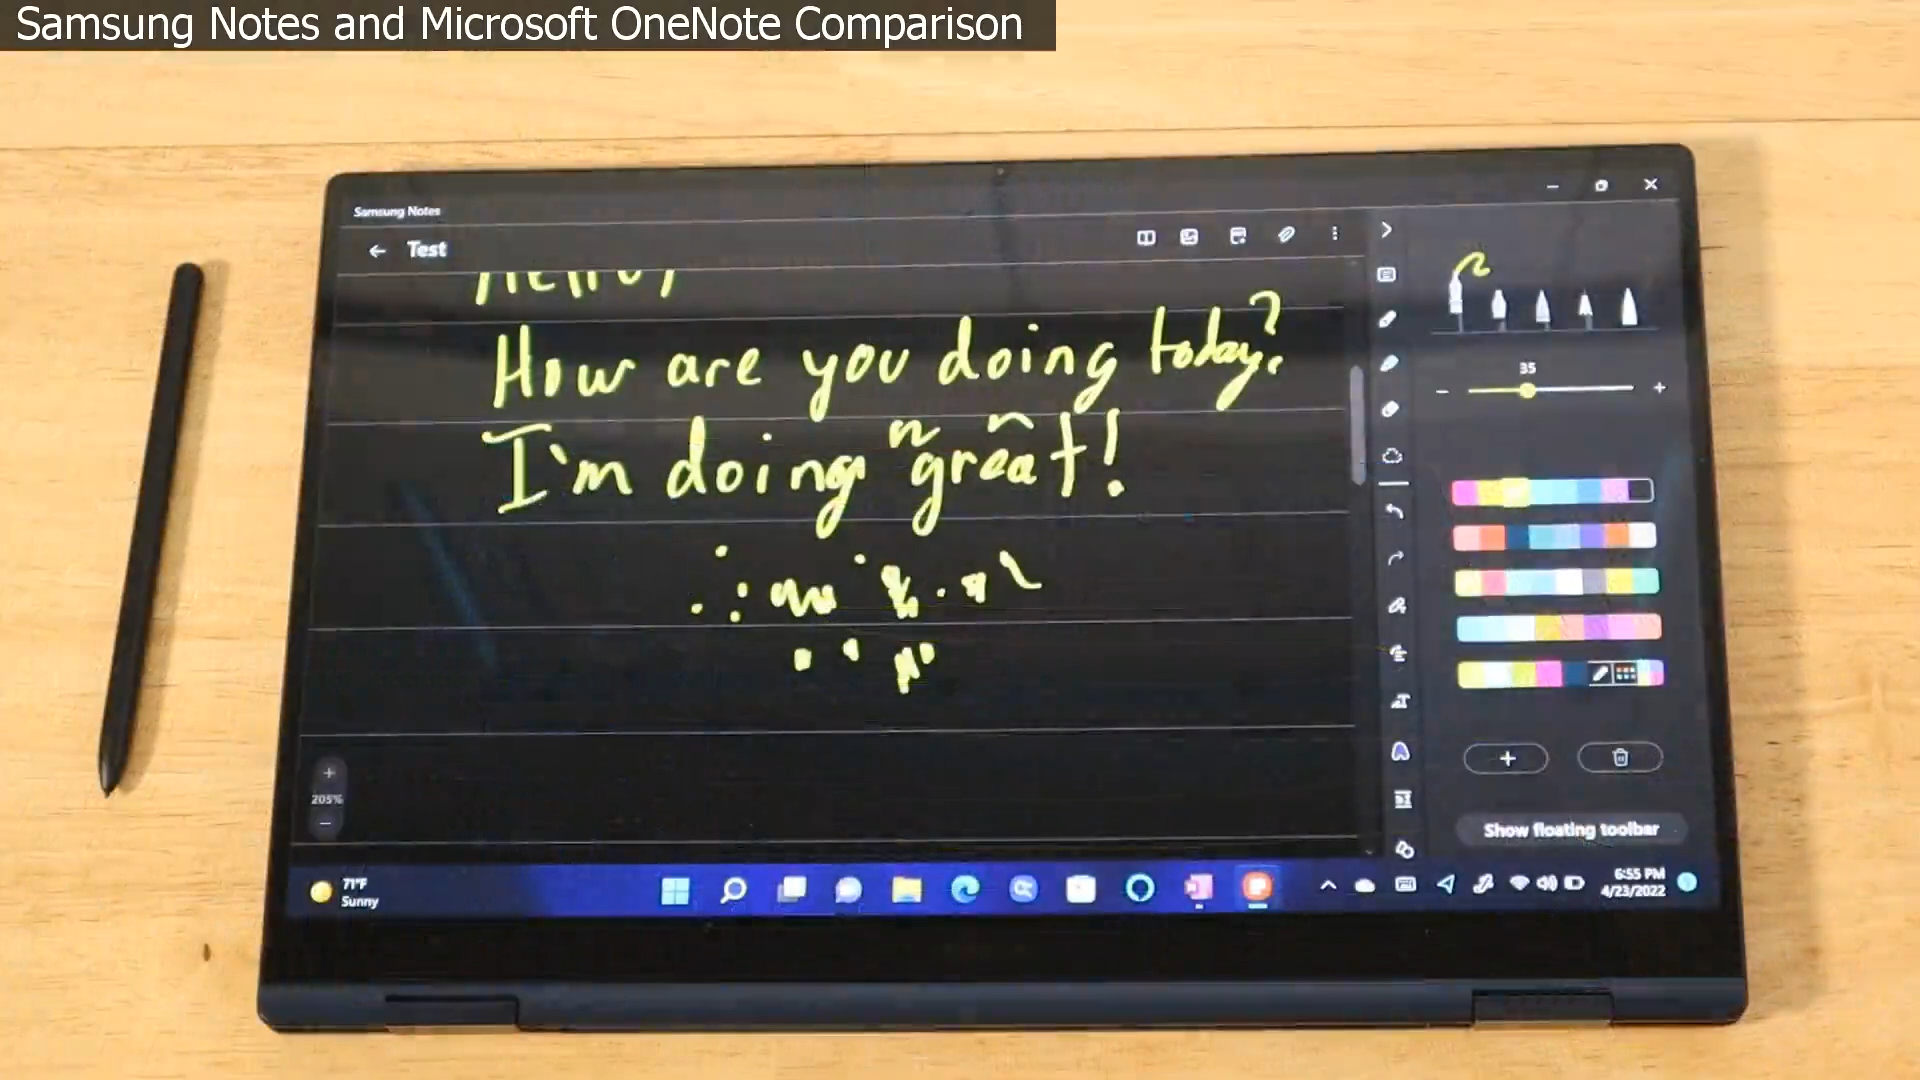 Samsung Notes and Microsoft OneNote Comparison
Samsung Notes
Test
Hello,
How are you doing today?
I'm doing great!
35
205%
Show floating toolbar
71°F
Sunny
6:55 PM
4/23/2022